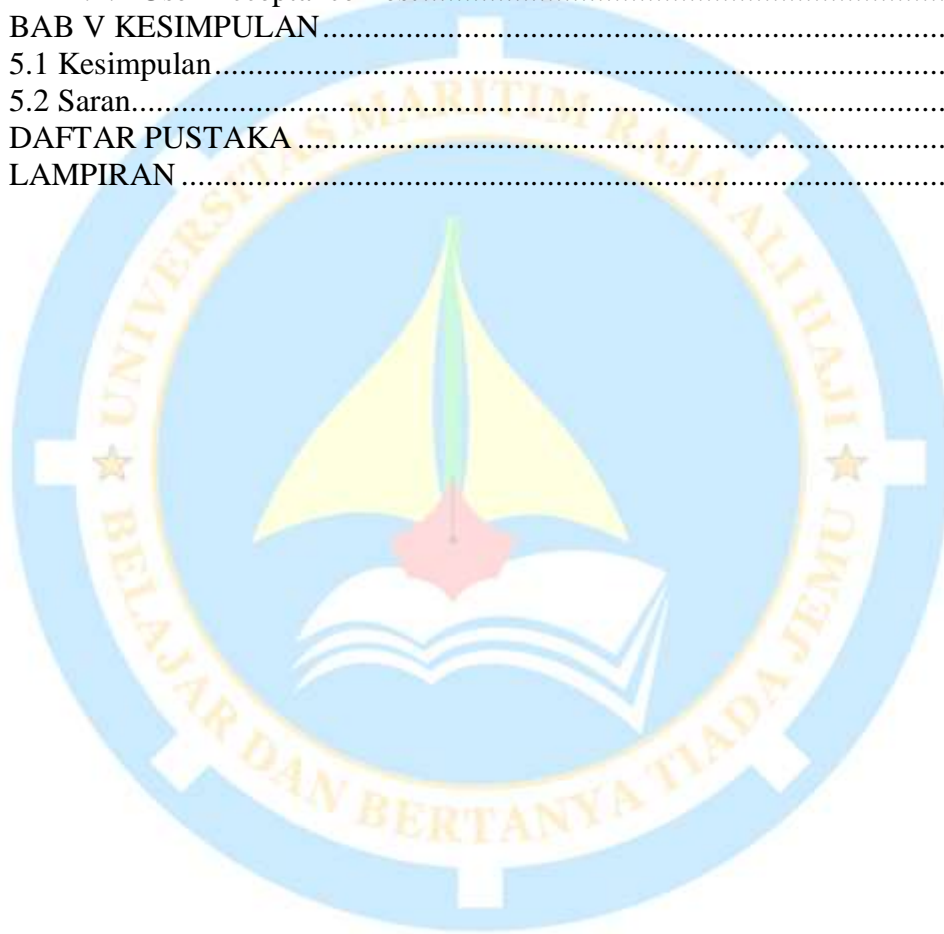 BAB V KESIMPULAN
5.1 Kesimpulan
5.2 Saran
DAFTAR PUSTAKA
LAMPIRAN
UNIVERSITAS MARITIM RAJA ALI HAJI
BELAJAR DAN BERTANYA TIADA JEMU